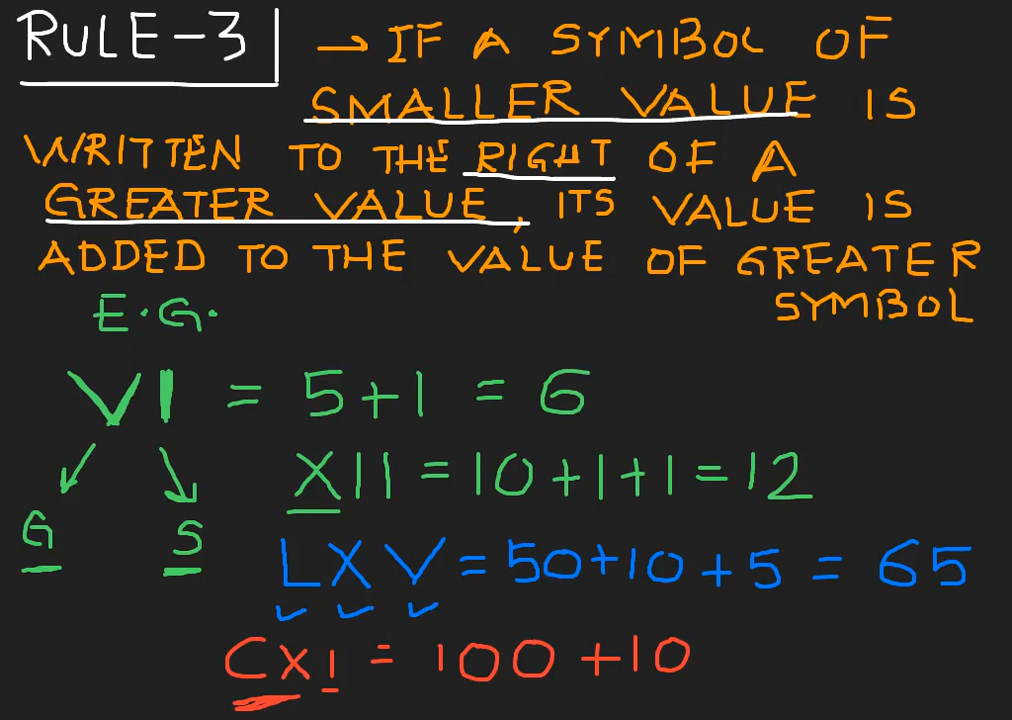 RULE-3
→ IF A SYMBOL OF
SMALLER VALUE IS
WRITTEN TO THE RIGHT OF A
GREATER VALUE, ITS VALUE IS
ADDED TO THE VALUE OF GREATER
SYMBOL
E.G.
VI = 5+1 = 6
G S
XII = 10+1+1 = 12
LXV = 50+10+5 = 65
CXI = 100+10